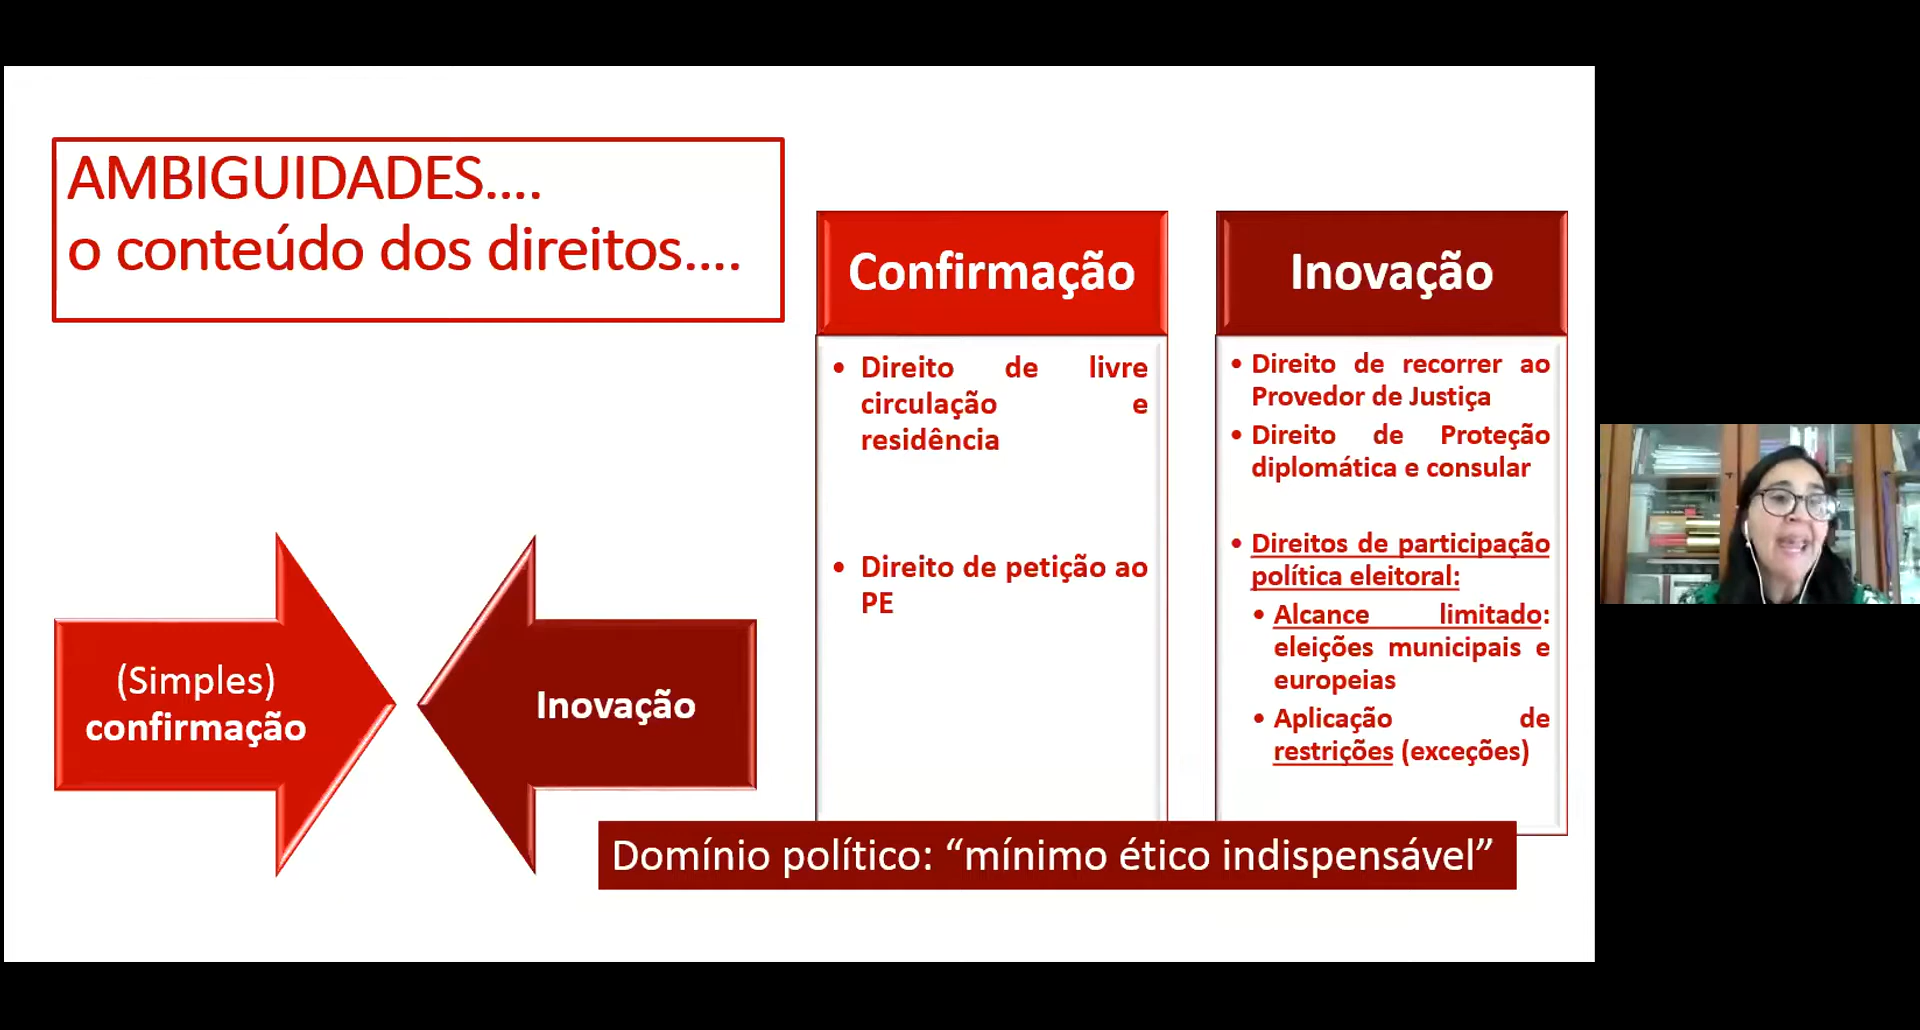 AMBIGUIDADES....
o conteúdo dos direitos....
(Simples)
confirmação
Inovação
Confirmação
• Direito de livre
circulação e
residência
• Direito de petição ao
PE
Inovação
• Direito de recorrer ao
Provedor de Justiça
• Direito de Proteção
diplomática e consular
• Direitos de participação
política eleitoral:
• Alcance limitado:
eleições municipais e
europeias
• Aplicação de
restrições (exceções)
Domínio político: “mínimo ético indispensável”